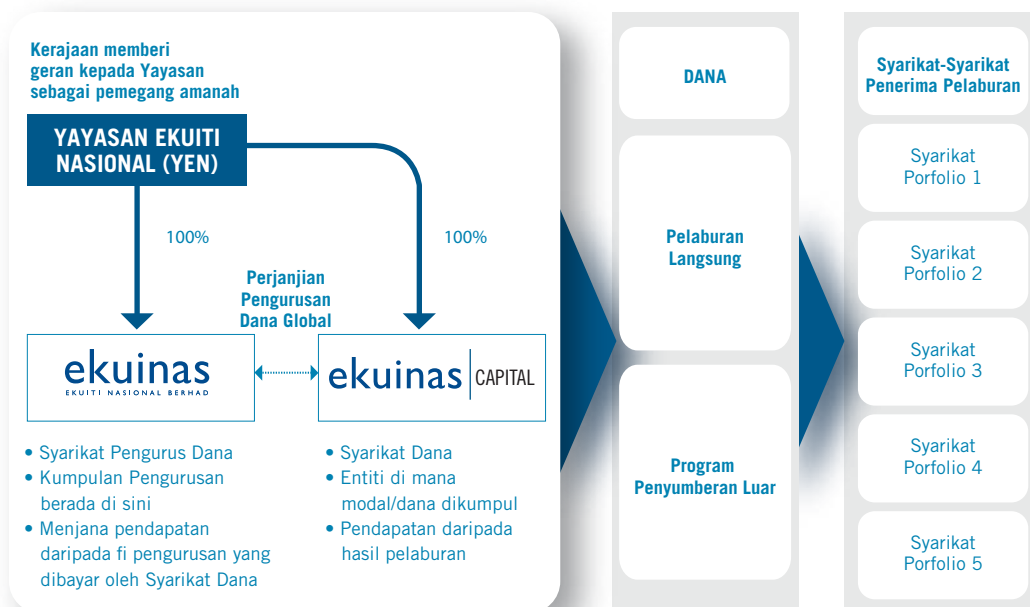 Kerajaan memberi
geran kepada Yayasan
sebagai pemegang amanah
YAYASAN EKUITI
NASIONAL (YEN)
100%
100%
Perjanjian
Pengurusan
Dana Global
ekuinas
EKUITI NASIONAL BERHAD
ekuinas CAPITAL
• Syarikat Pengurus Dana
• Kumpulan Pengurusan
berada di sini
• Menjana pendapatan
daripada fi pengurusan yang
dibayar oleh Syarikat Dana
• Syarikat Dana
• Entiti di mana
modal/dana dikumpul
• Pendapatan daripada
hasil pelaburan
DANA
Pelaburan
Langsung
Program
Penyumberan Luar
Syarikat-Syarikat
Penerima Pelaburan
Syarikat
Porfolio 1
Syarikat
Porfolio 2
Syarikat
Porfolio 3
Syarikat
Porfolio 4
Syarikat
Porfolio 5